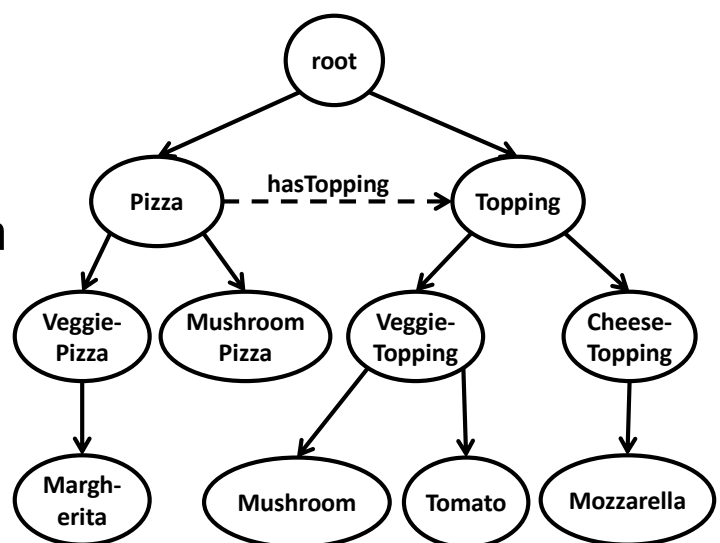 root
hasTopping
Pizza
Topping
n
Veggie-
Pizza
Mushroom
Pizza
Veggie-
Topping
Cheese-
Topping
Margh-
erita
Mushroom
Tomato
Mozzarella